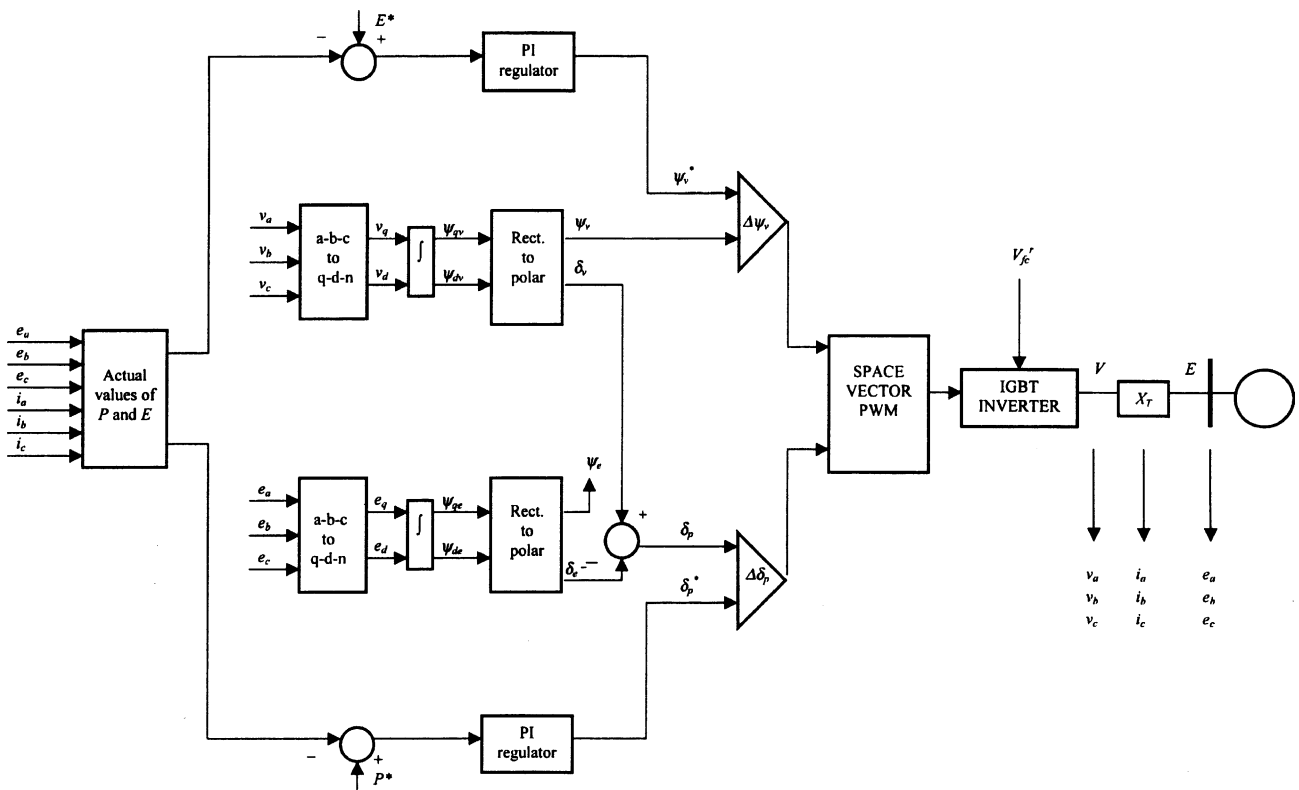 E*
− +
PI
regulator
ψv*
va
vb
vc
a-b-c
to
q-d-n
vq
vd
∫
ψqv
ψdv
Rect.
to
polar
ψv
δv
Δψv
Vfc r
ea
eb
ec
ia
ib
ic
Actual
values of
P and E
SPACE
VECTOR
PWM
IGBT
INVERTER
V
XT
E
ea
eb
ec
a-b-c
to
q-d-n
eq
ed
∫
ψqe
ψde
Rect.
to
polar
ψe
δe −
+
δp
δp*
Δδp
va ia ea
vb ib eb
vc ic ec
PI
regulator
− +
P*